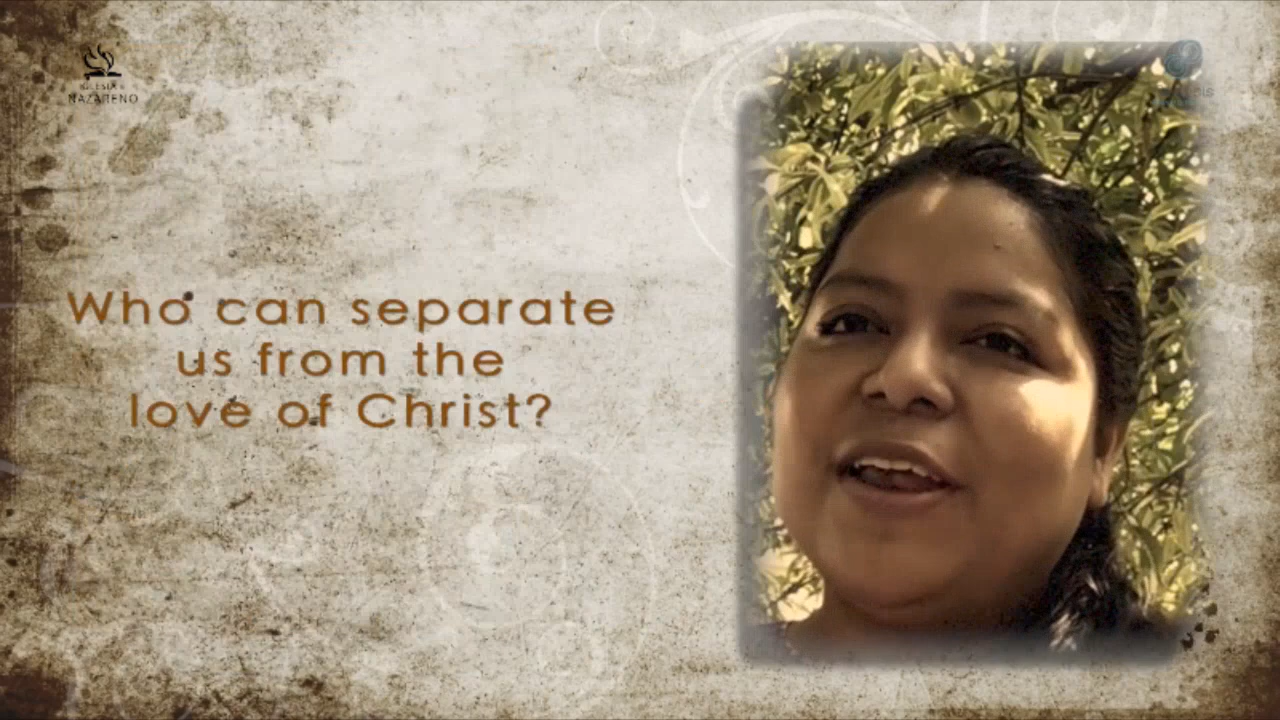 NAZARENO
Who can separate
us from the
love of Christ?